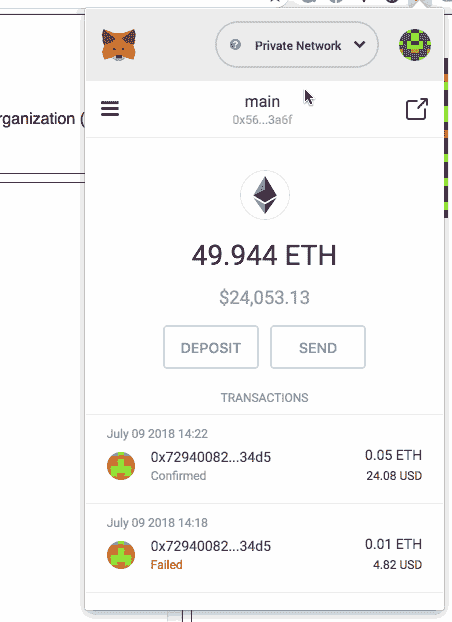 Private Network
rganization (
main
0x56...3a6f
49.944 ETH
$24,053.13
DEPOSIT SEND
TRANSACTIONS
July 09 2018 14:22
0x72940082...34d5 0.05 ETH
Confirmed 24.08 USD
July 09 2018 14:18
0x72940082...34d5 0.01 ETH
Failed 4.82 USD